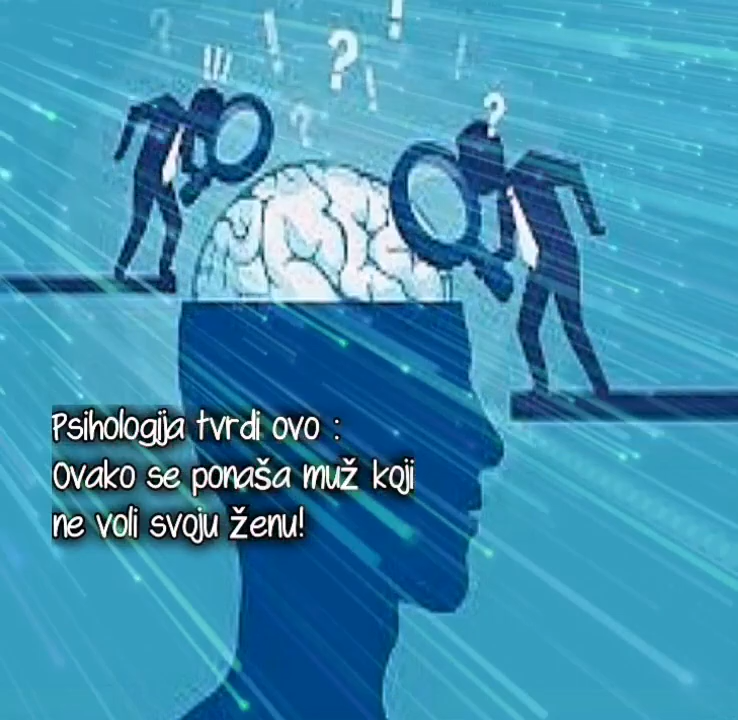 ? ! ? ! !
!!! ? ?
Psihologija tvrdi ovo :
Ovako se ponaša muž koji
ne voli svoju ženu!